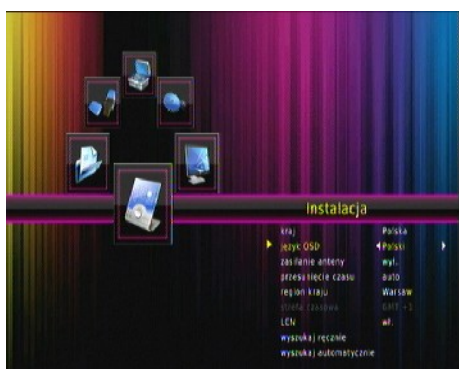 Instalacja
kraj Polska
język OSD Polski
zasilanie anteny wył.
przesunięcie czasu auto
region kraju Warsaw
strefa czasowa GMT +1
LCN wł.
wyszukaj ręcznie
wyszukaj automatycznie